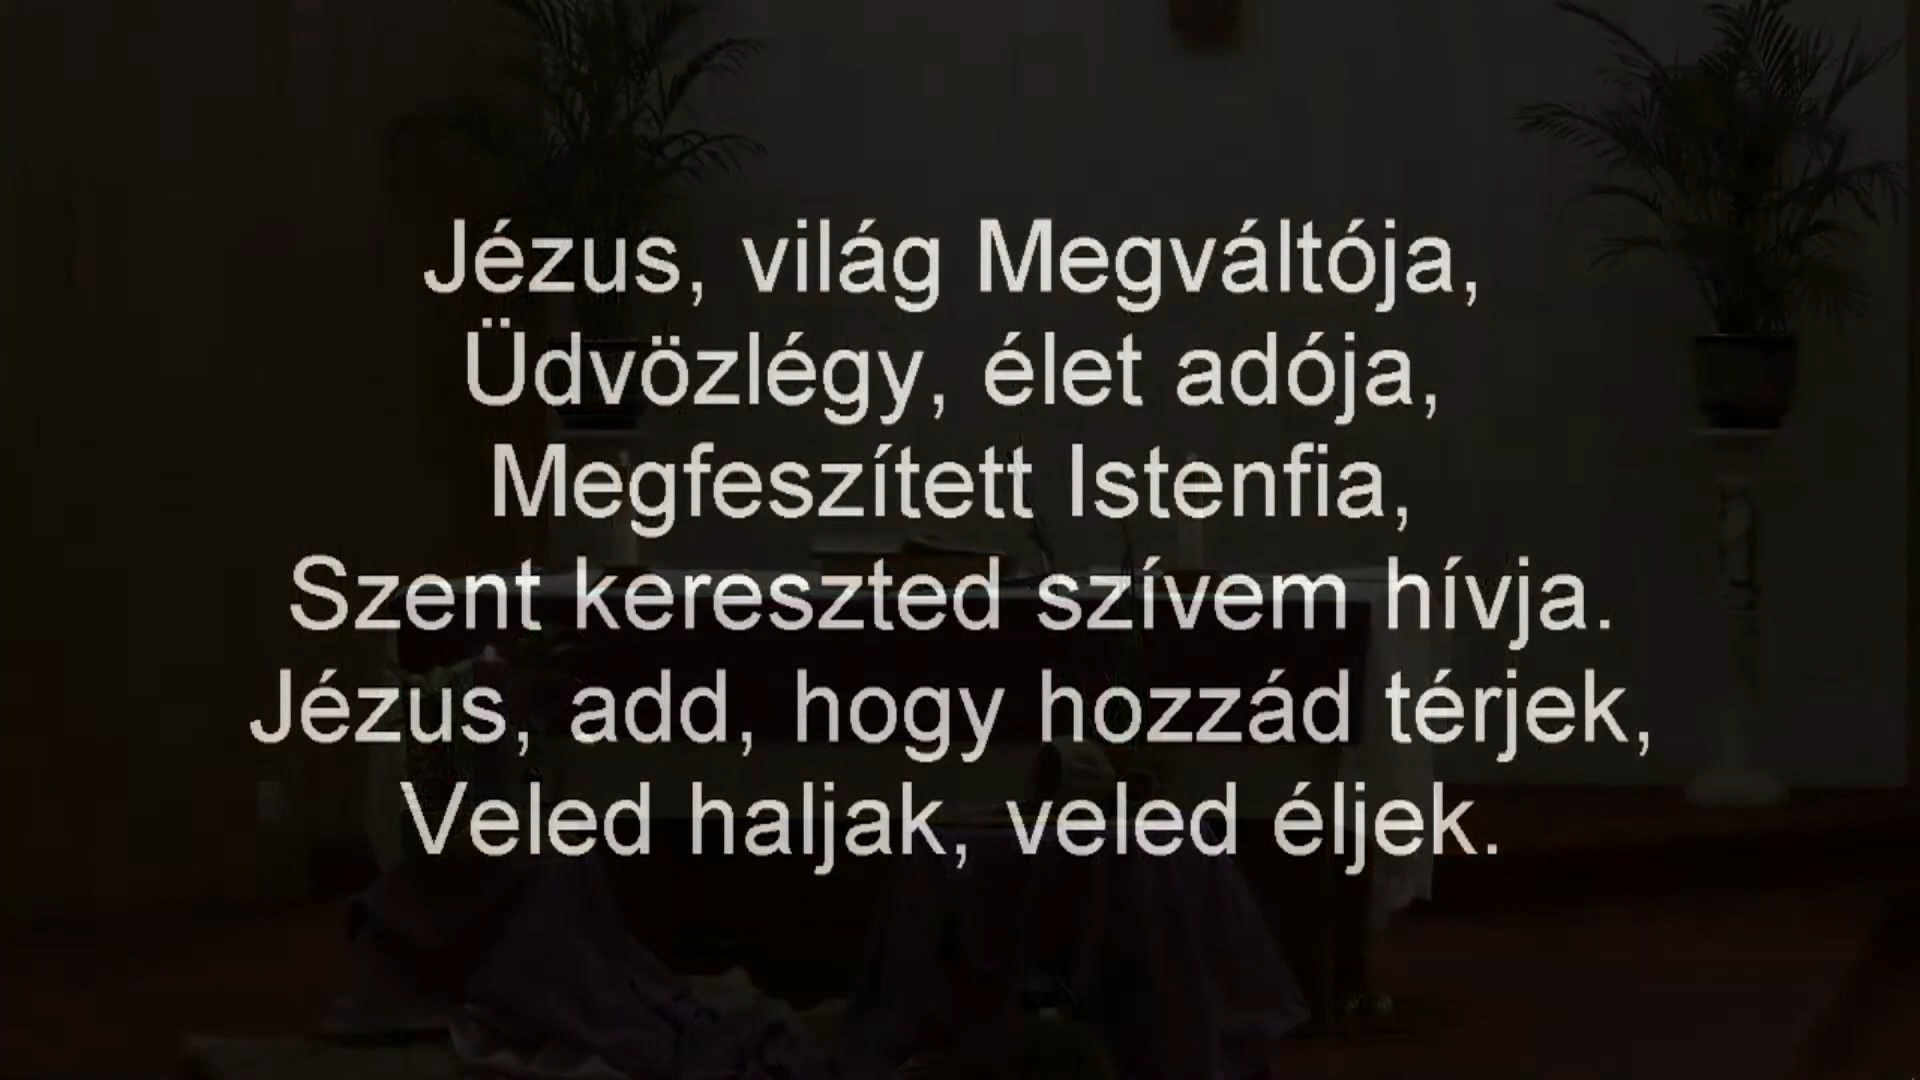 Jézus, világ Megváltója,
Üdvözlégy, élet adója,
Megfeszített Istenfia,
Szent kereszted szívem hívja.
Jézus, add, hogy hozzád térjek,
Veled haljak, veled éljek.